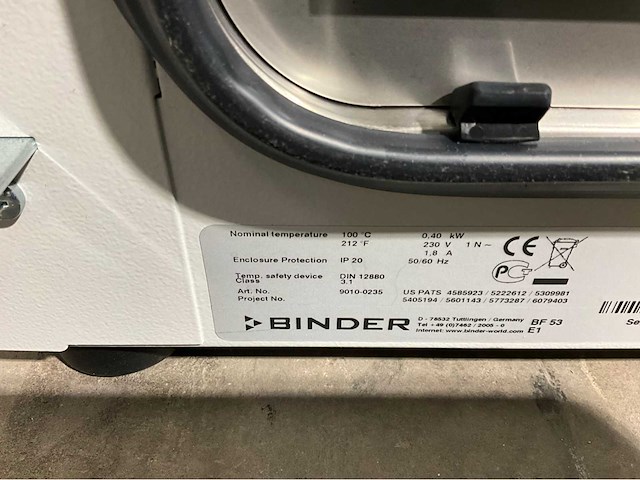 Nominal temperature 100 °C 0,40 kW
212 °F 230 V 1 N ~
1,8 A
Enclosure Protection IP 20 50/60 Hz
Temp. safety device DIN 12880
Class 3.1
Art. No. 9010-0235 US PATS 4585923 / 5222612 / 5309981
Project No. 5405194 / 5601143 / 5773287 / 6079403
CE
BINDER
D - 78532 Tuttlingen / Germany BF 53
Tel +49 (0)7462 / 2005 - 0 E1
Internet: www.binder-world.com
Se